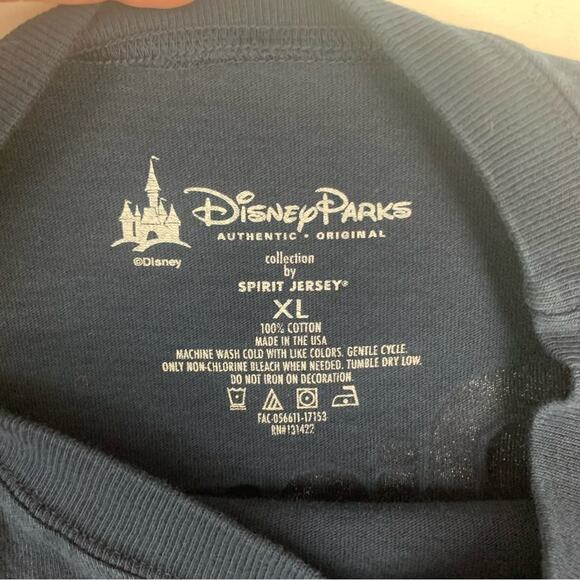 Disney Parks
AUTHENTIC • ORIGINAL
©Disney
collection
by
SPIRIT JERSEY®
XL
100% COTTON
MADE IN THE USA
MACHINE WASH COLD WITH LIKE COLORS. GENTLE CYCLE.
ONLY NON-CHLORINE BLEACH WHEN NEEDED. TUMBLE DRY LOW.
DO NOT IRON ON DECORATION.
FAC-056611-17153
RN#131422